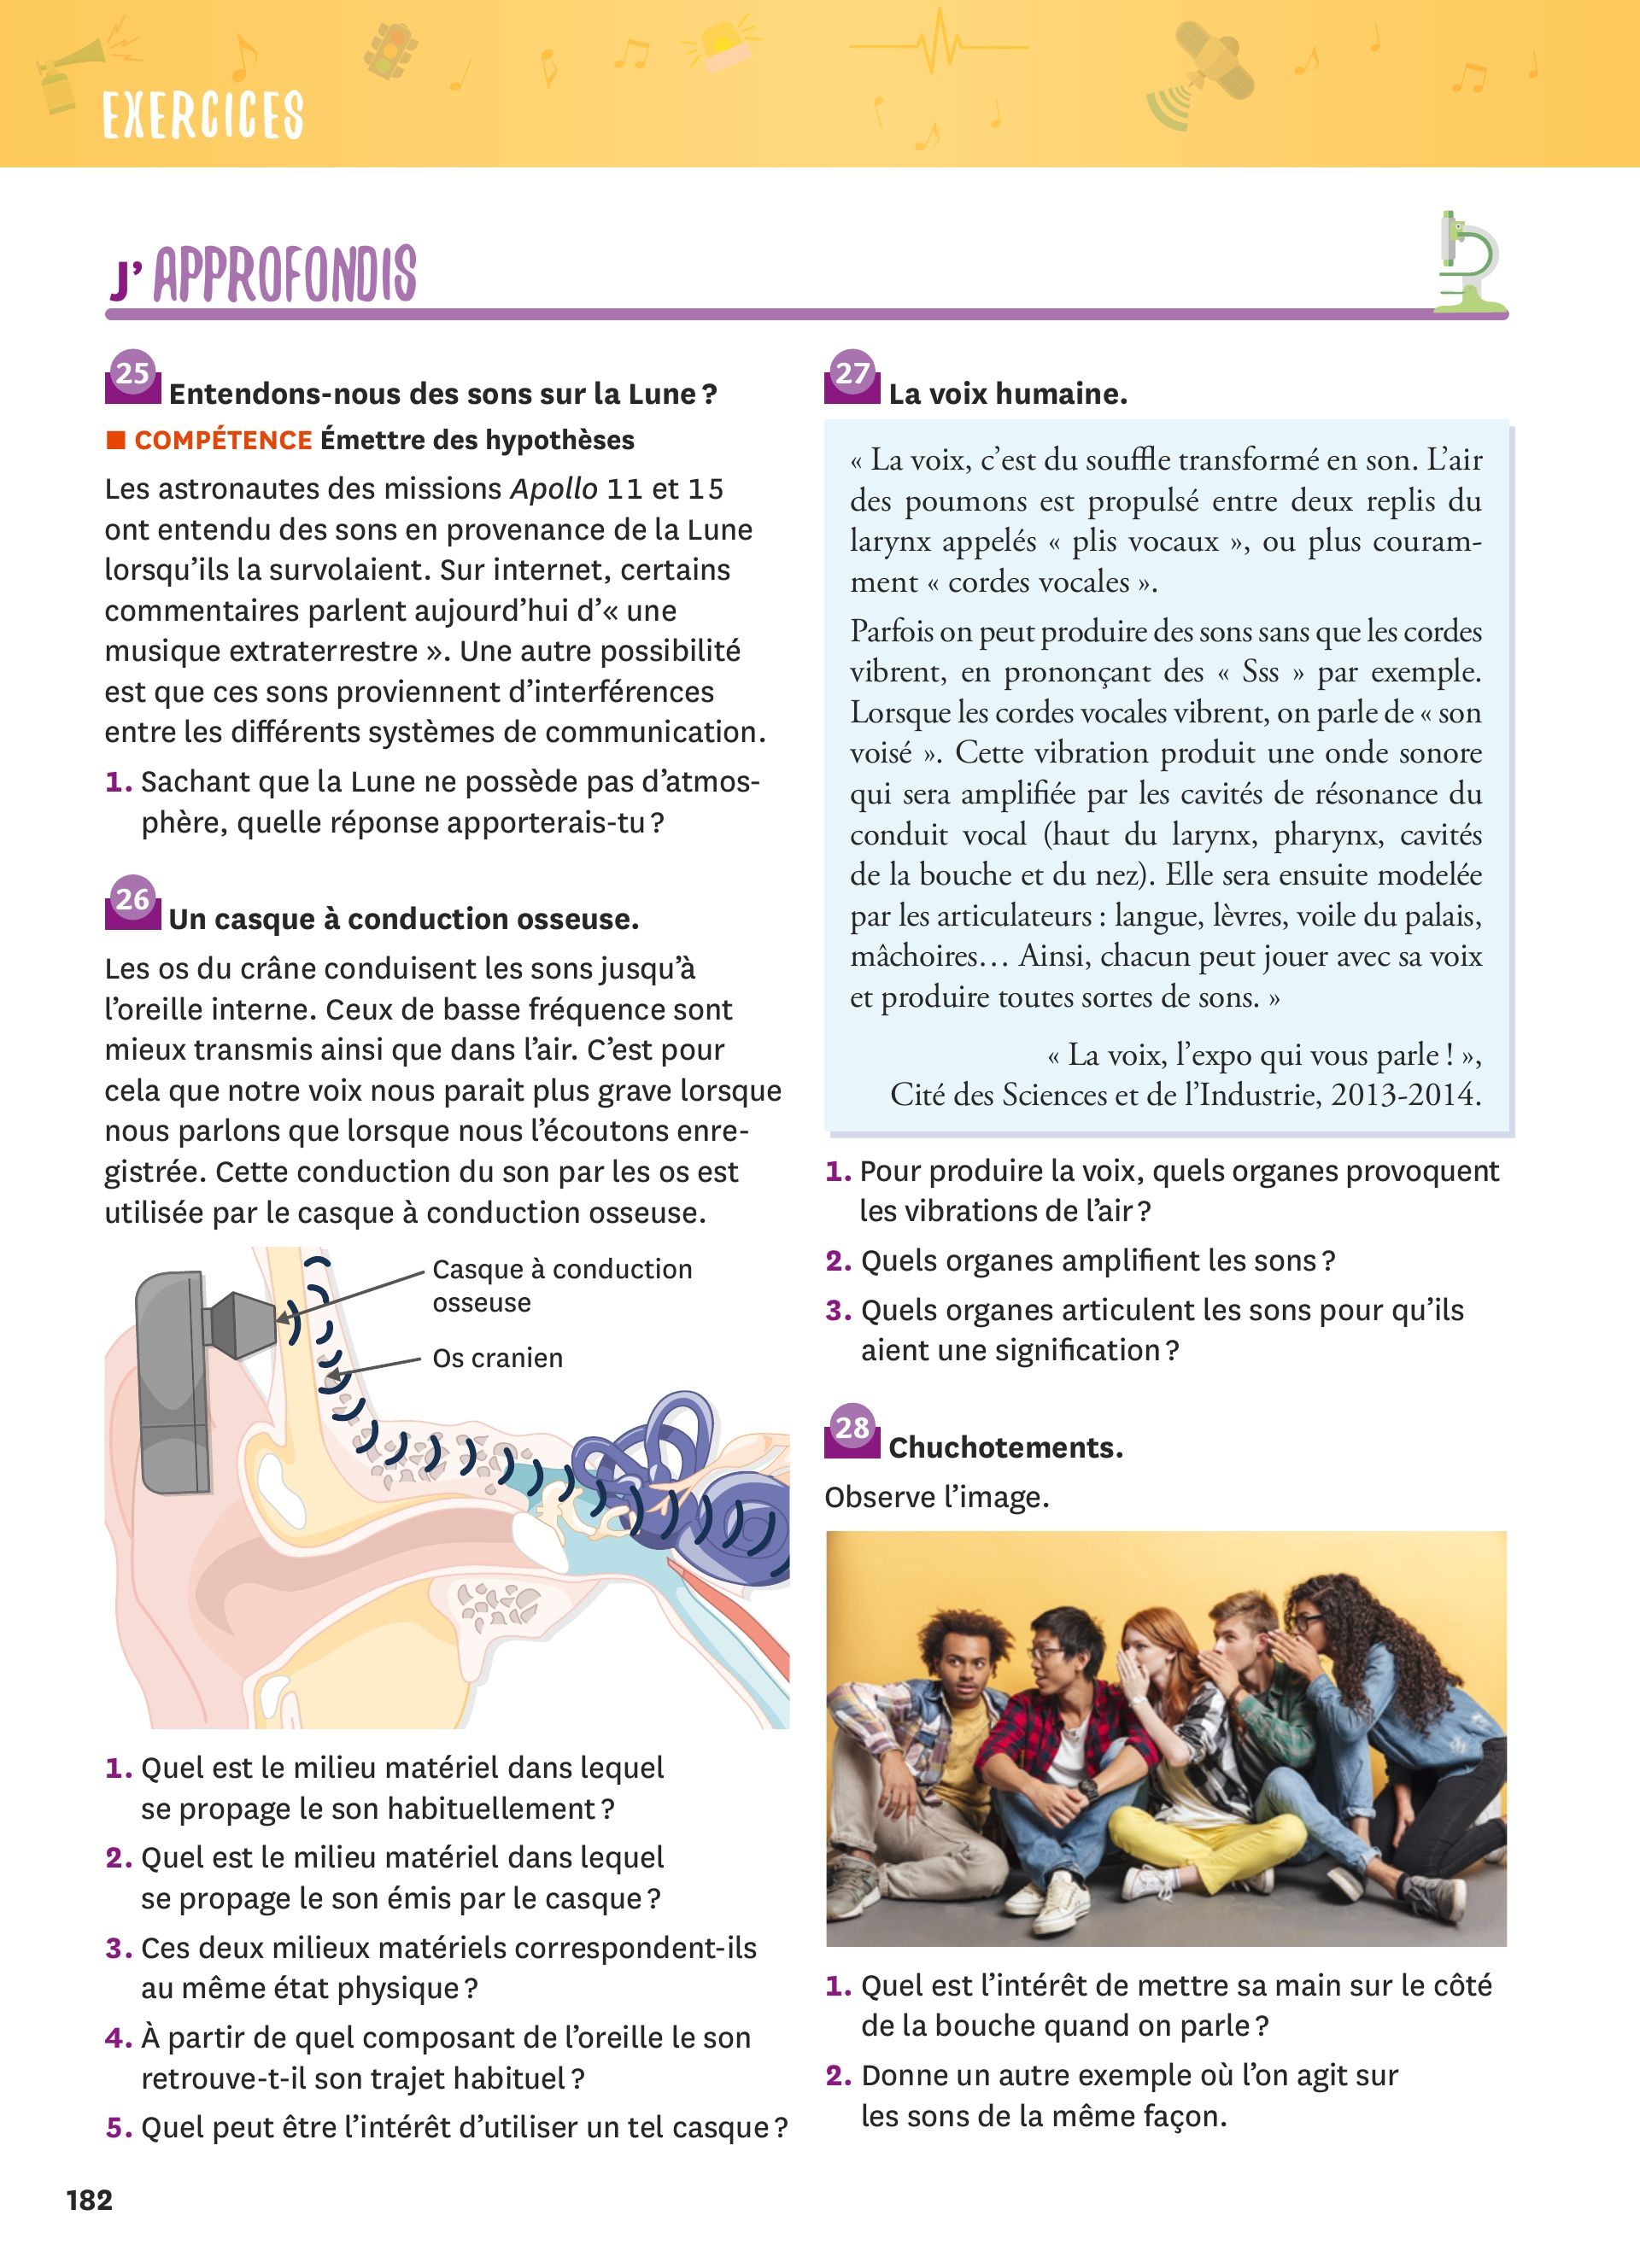 EXERCICES
J’APPROFONDIS
25 Entendons-nous des sons sur la Lune ?
■ COMPÉTENCE Émettre des hypothèses
Les astronautes des missions Apollo 11 et 15
ont entendu des sons en provenance de la Lune
lorsqu’ils la survolaient. Sur internet, certains
commentaires parlent aujourd’hui d’« une
musique extraterrestre ». Une autre possibilité
est que ces sons proviennent d’interférences
entre les différents systèmes de communication.
1. Sachant que la Lune ne possède pas d’atmos-
phère, quelle réponse apporterais-tu ?
26 Un casque à conduction osseuse.
Les os du crâne conduisent les sons jusqu’à
l’oreille interne. Ceux de basse fréquence sont
mieux transmis ainsi que dans l’air. C’est pour
cela que notre voix nous parait plus grave lorsque
nous parlons que lorsque nous l’écoutons enre-
gistrée. Cette conduction du son par les os est
utilisée par le casque à conduction osseuse.
Casque à conduction
osseuse
Os cranien
1. Quel est le milieu matériel dans lequel
se propage le son habituellement ?
2. Quel est le milieu matériel dans lequel
se propage le son émis par le casque ?
3. Ces deux milieux matériels correspondent-ils
au même état physique ?
4. À partir de quel composant de l’oreille le son
retrouve-t-il son trajet habituel ?
5. Quel peut être l’intérêt d’utiliser un tel casque ?
27 La voix humaine.
« La voix, c’est du souffle transformé en son. L’air
des poumons est propulsé entre deux replis du
larynx appelés « plis vocaux », ou plus couram-
ment « cordes vocales ».
Parfois on peut produire des sons sans que les cordes
vibrent, en prononçant des « Sss » par exemple.
Lorsque les cordes vocales vibrent, on parle de « son
voisé ». Cette vibration produit une onde sonore
qui sera amplifiée par les cavités de résonance du
conduit vocal (haut du larynx, pharynx, cavités
de la bouche et du nez). Elle sera ensuite modelée
par les articulateurs : langue, lèvres, voile du palais,
mâchoires… Ainsi, chacun peut jouer avec sa voix
et produire toutes sortes de sons. »
« La voix, l’expo qui vous parle ! »,
Cité des Sciences et de l’Industrie, 2013-2014.
1. Pour produire la voix, quels organes provoquent
les vibrations de l’air ?
2. Quels organes amplifient les sons ?
3. Quels organes articulent les sons pour qu’ils
aient une signification ?
28 Chuchotements.
Observe l’image.
1. Quel est l’intérêt de mettre sa main sur le côté
de la bouche quand on parle ?
2. Donne un autre exemple où l’on agit sur
les sons de la même façon.
182